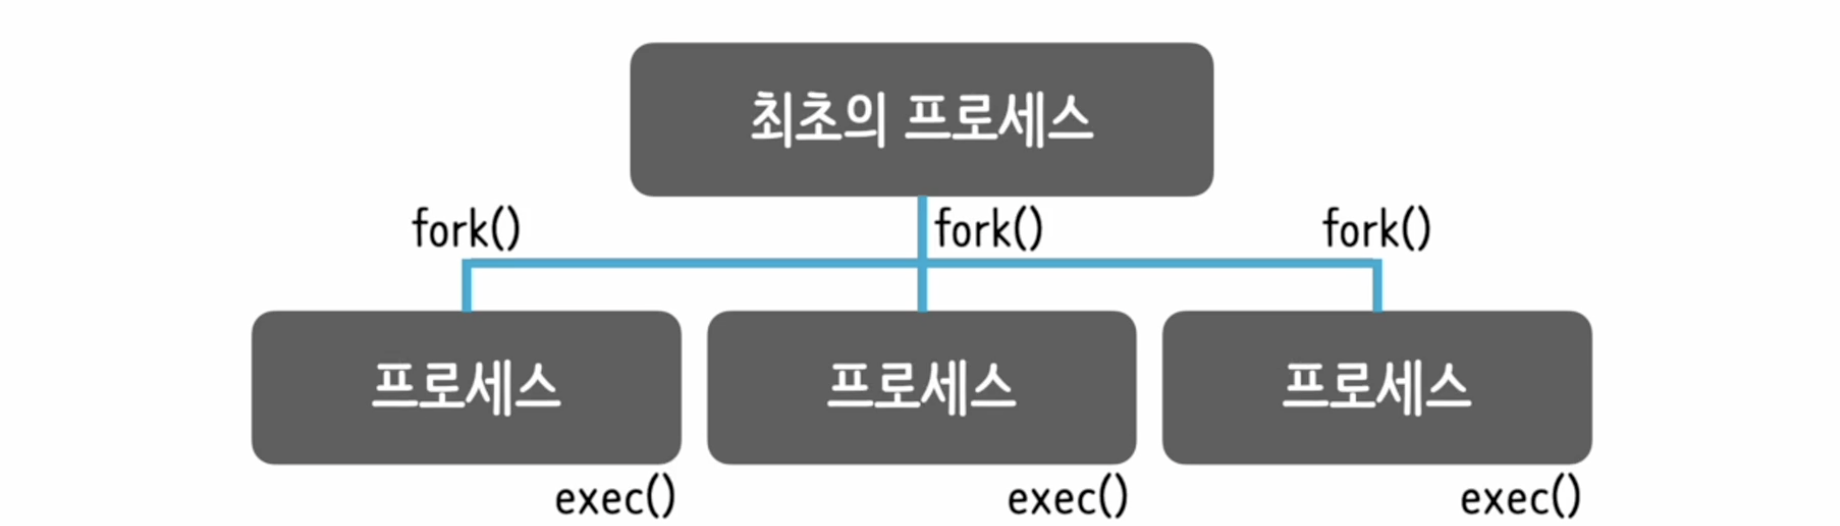 최초의 프로세스
fork() fork() fork()
프로세스 프로세스 프로세스
exec() exec() exec()